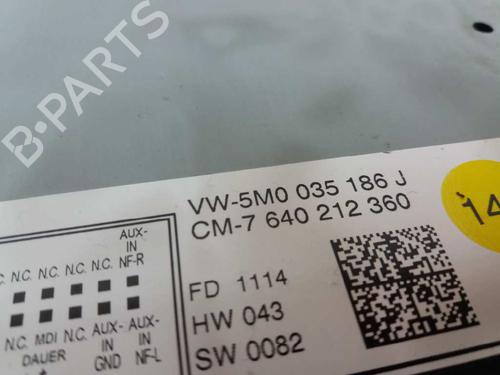 B-PARTS
VW-5M0 035 186 J
CM-7 640 212 360
14
FD 1114
HW 043
SW 0082
AUX-
IN
N.C. N.C. N.C. NF-R
N.C. MDI N.C. AUX- AUX-
DAUER IN IN
GND NF-L